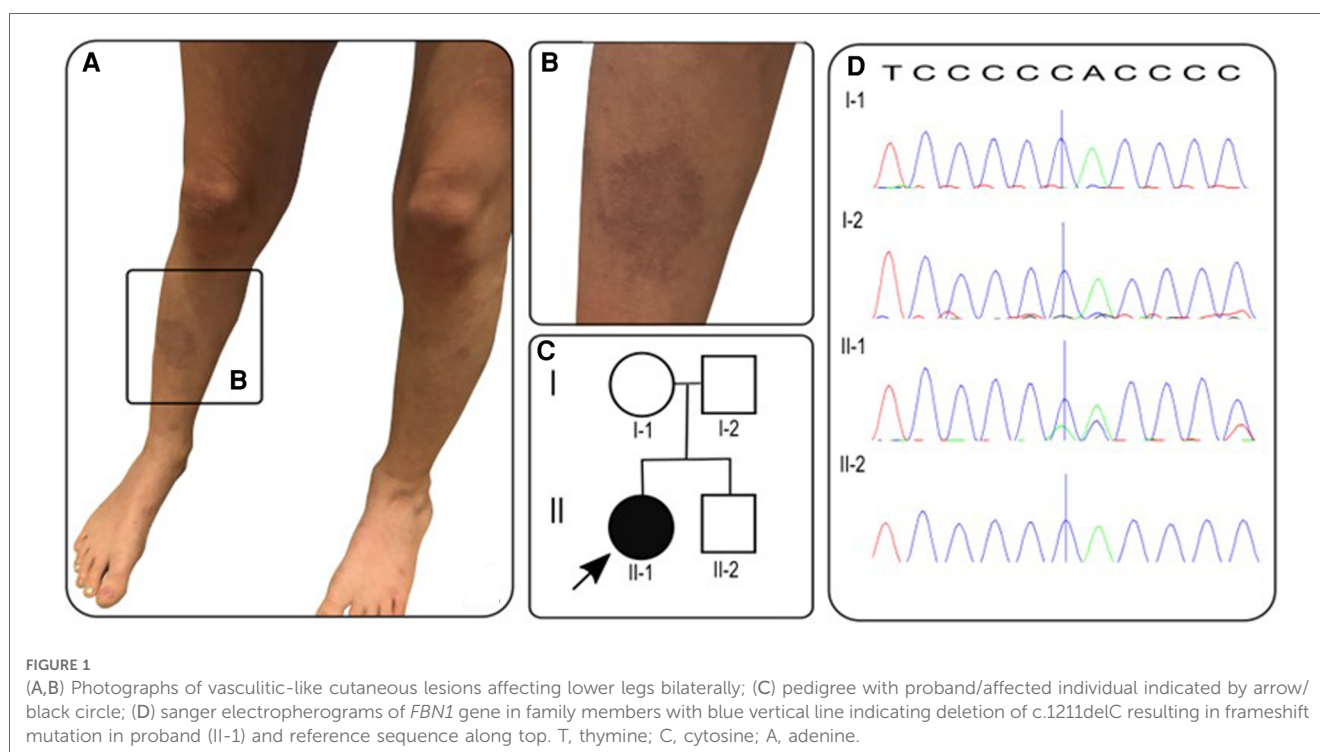 A
B
B
C
I
I-1
I-2
II
II-1
II-2
D
T C C C C C A C C C C
I-1
I-2
II-1
II-2
FIGURE 1
(A,B) Photographs of vasculitic-like cutaneous lesions affecting lower legs bilaterally; (C) pedigree with proband/affected individual indicated by arrow/
black circle; (D) sanger electropherograms of FBN1 gene in family members with blue vertical line indicating deletion of c.1211delC resulting in frameshift
mutation in proband (II-1) and reference sequence along top. T, thymine; C, cytosine; A, adenine.